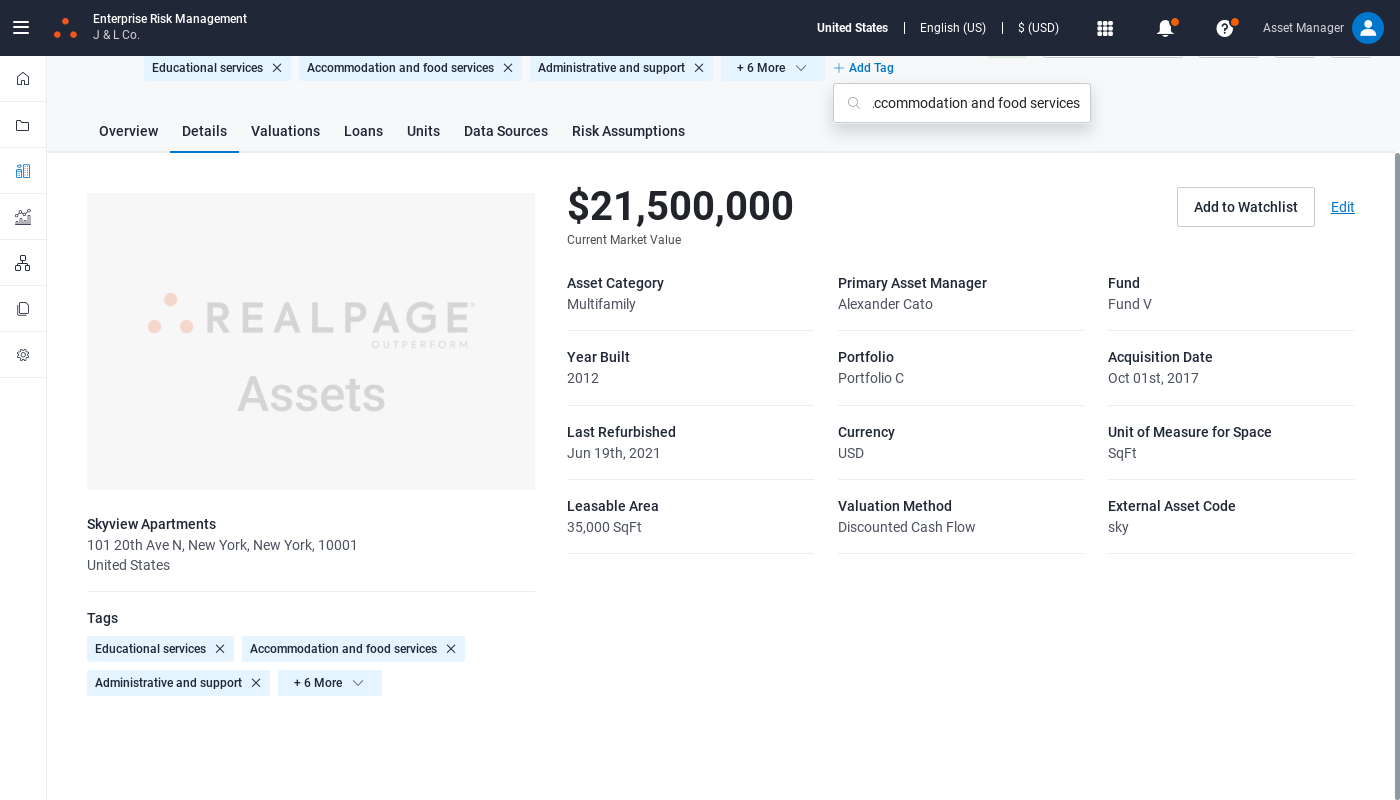 Enterprise Risk Management
J & L Co.
United States
English (US)
$ (USD)
Asset Manager
Educational services
Accommodation and food services
Administrative and support
+ 6 More
Add Tag
ccommodation and food services
Overview
Details
Valuations
Loans
Units
Data Sources
Risk Assumptions
REALPAGE®
OUTPERFORM
Assets
$21,500,000
Current Market Value
Add to Watchlist
Edit
Asset Category
Multifamily
Primary Asset Manager
Alexander Cato
Fund
Fund V
Year Built
2012
Portfolio
Portfolio C
Acquisition Date
Oct 01st, 2017
Last Refurbished
Jun 19th, 2021
Currency
USD
Unit of Measure for Space
SqFt
Leasable Area
35,000 SqFt
Valuation Method
Discounted Cash Flow
External Asset Code
sky
Skyview Apartments
101 20th Ave N, New York, New York, 10001
United States
Tags
Educational services
Accommodation and food services
Administrative and support
+ 6 More